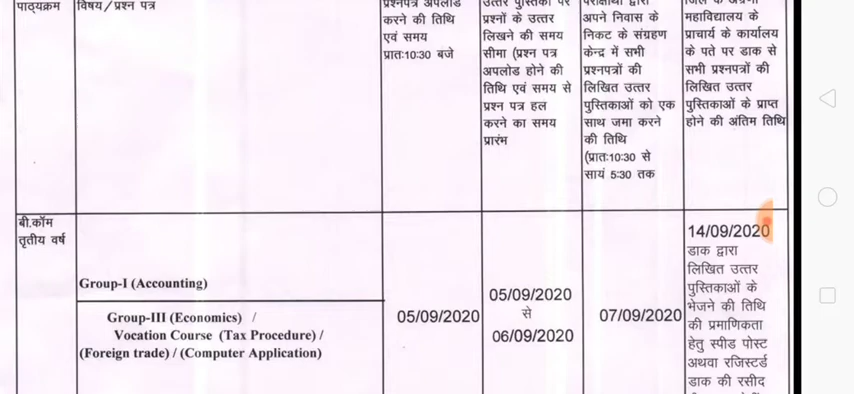 पाठ्यक्रम
विषय/प्रश्न पत्र
प्रश्नपत्र अपलोड
करने की तिथि
एवं समय
प्रातः10:30 बजे
उत्तर पुस्तिका पर
प्रश्नों के उत्तर
लिखने की समय
सीमा (प्रश्न पत्र
अपलोड होने की
तिथि एवं समय से
प्रश्न पत्र हल
करने का समय
प्रारंभ
परीक्षार्थी द्वारा
अपने निवास के
निकट के संग्रहण
केन्द्र में सभी
प्रश्नपत्रों की
लिखित उत्तर
पुस्तिकाओं को एक
साथ जमा करने
की तिथि
(प्रातः10:30 से
सायं 5:30 तक
जिले के अग्रणी
महाविद्यालय के
प्राचार्य के कार्यालय
के पते पर डाक से
सभी प्रश्नपत्रों की
लिखित उत्तर
पुस्तिकाओं के प्राप्त
होने की अंतिम तिथि
बी.कॉम
तृतीय वर्ष
Group-I (Accounting)
Group-III (Economics) /
Vocation Course (Tax Procedure) /
(Foreign trade) / (Computer Application)
05/09/2020
05/09/2020
से
06/09/2020
07/09/2020
14/09/2020
डाक द्वारा
लिखित उत्तर
पुस्तिकाओं के
भेजने की तिथि
की प्रमाणिकता
हेतु स्पीड पोस्ट
अथवा रजिस्टर्ड
डाक की रसीद